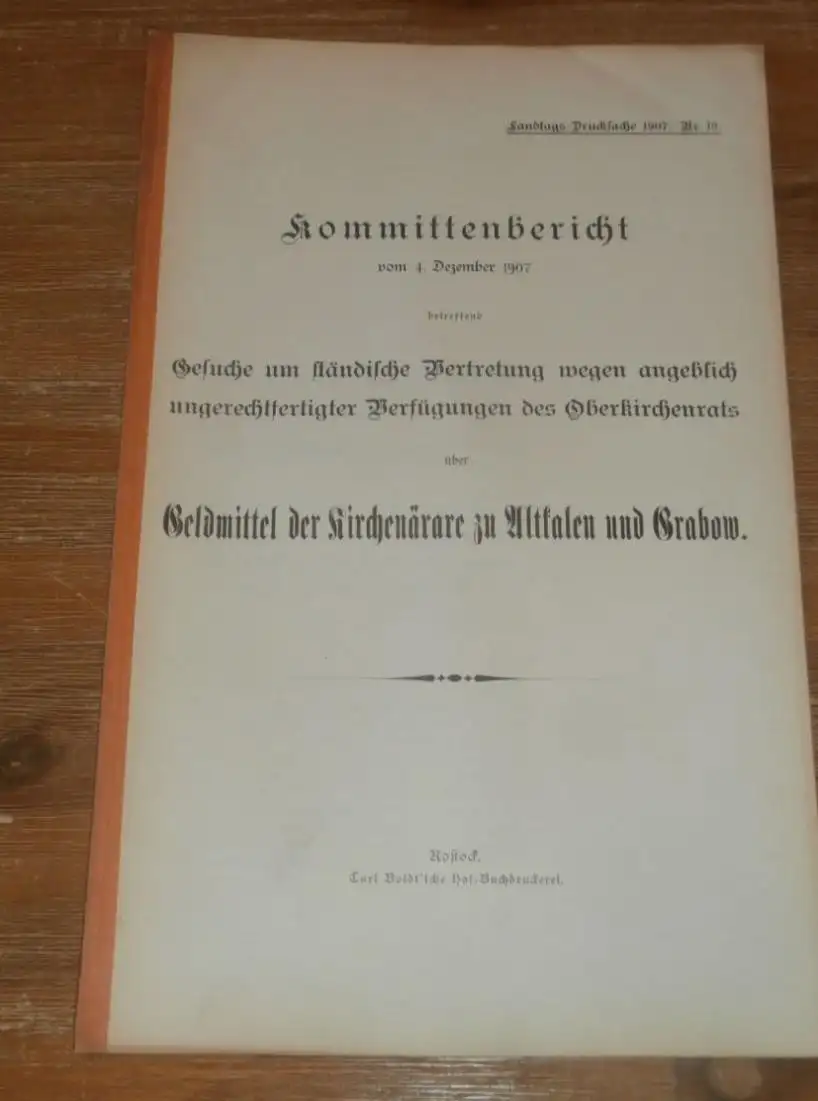 Landtags-Drucksache 1907. Nr. 19.
Kommittenbericht
vom 4. Dezember 1907
betreffend
Gesuche um ständische Vertretung wegen angeblich
ungerechtfertigter Verfügungen des Oberkirchenrats
über
Geldmittel der Kirchenärare zu Altkalen und Grabow.
Rostock.
Carl Boldt'sche Hof-Buchdruckerei.